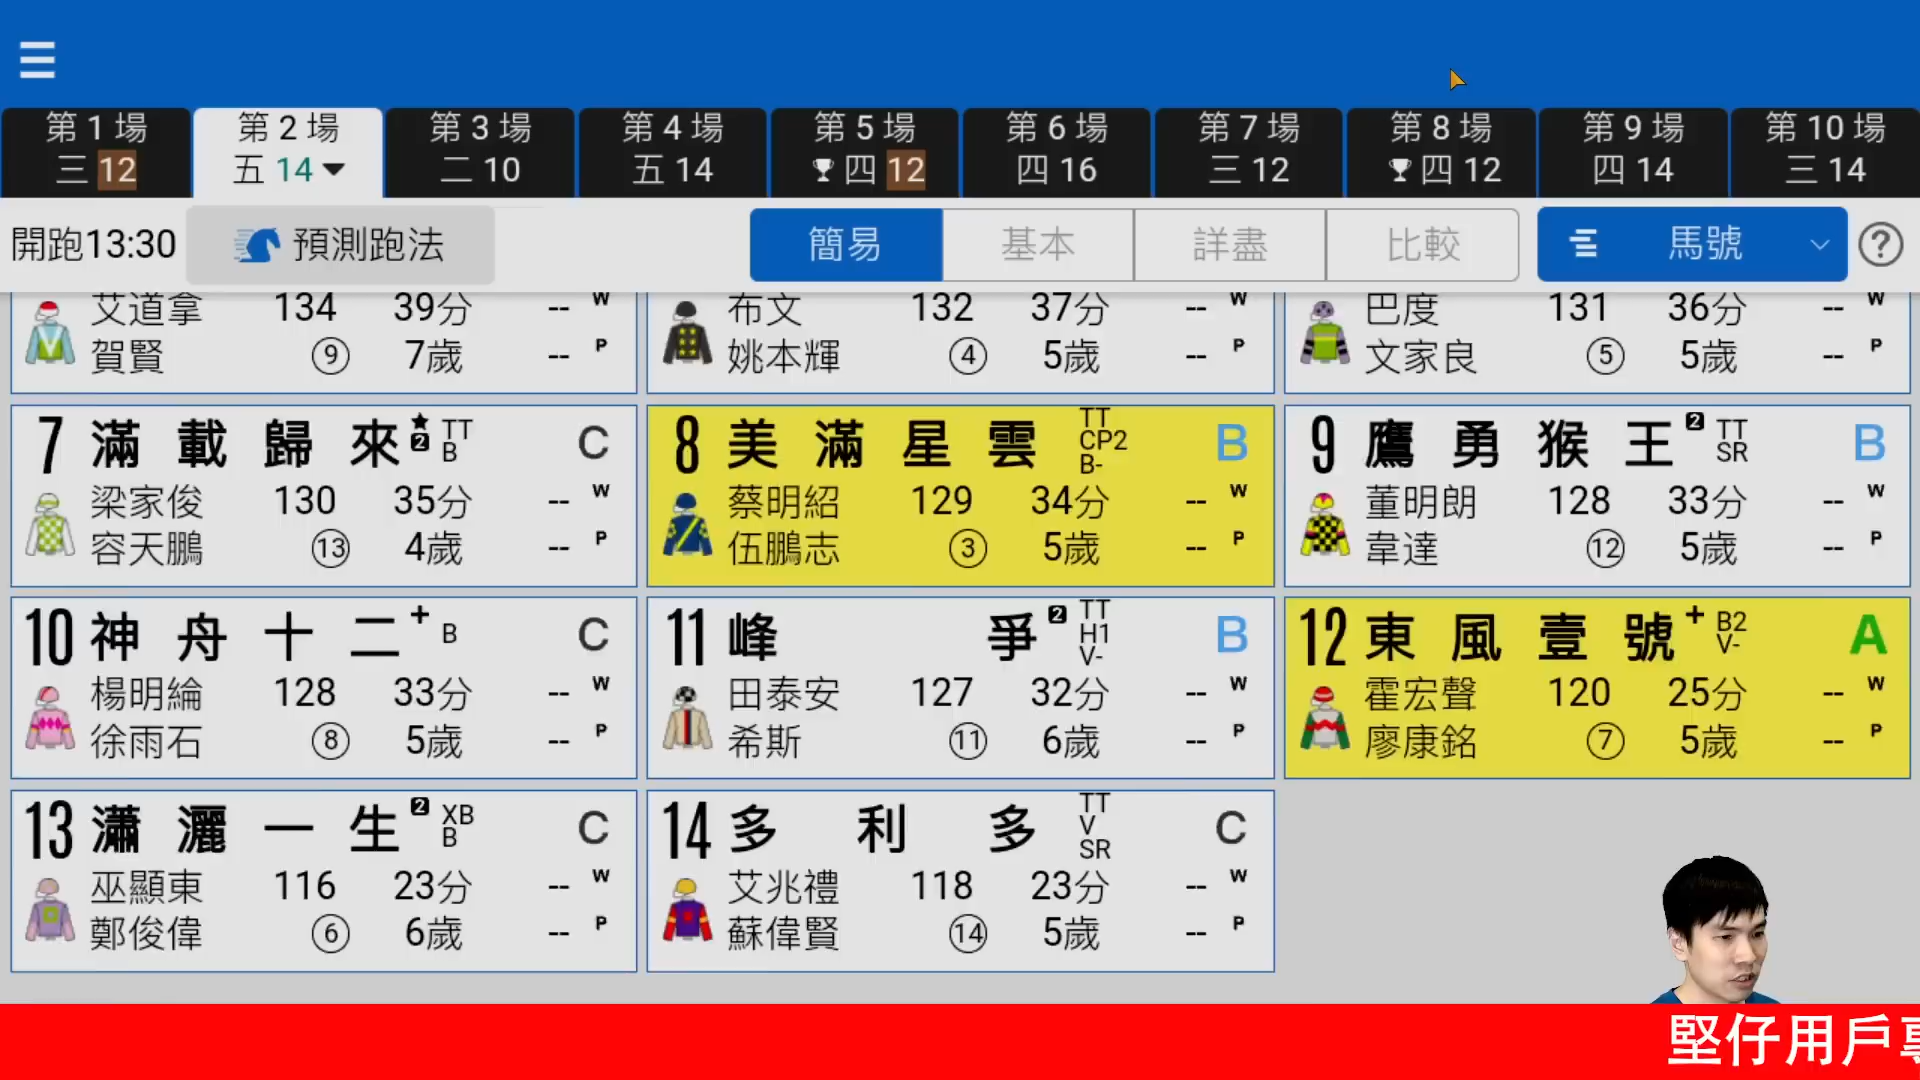 第 1 場
三 12
第 2 場
五 14
第 3 場
二 10
第 4 場
五 14
第 5 場
四 12
第 6 場
四 16
第 7 場
三 12
第 8 場
四 12
第 9 場
四 14
第 10 場
三 14
開跑13:30
預測跑法
簡易
基本
詳盡
比較
馬號
?
艾道拿 134 39分 -- W
賀賢 9 7歲 -- P
布文 132 37分 -- W
姚本輝 4 5歲 -- P
巴度 131 36分 -- W
文家良 5 5歲 -- P
7 滿載歸來 ★ 2 TT B C
梁家俊 130 35分 -- W
容天鵬 13 4歲 -- P
8 美滿星雲 TT CP2 B- B
蔡明紹 129 34分 -- W
伍鵬志 3 5歲 -- P
9 鷹勇猴王 2 TT SR B
董明朗 128 33分 -- W
韋達 12 5歲 -- P
10 神舟十二 + B C
楊明綸 128 33分 -- W
徐雨石 8 5歲 -- P
11 峰爭 2 TT H1 V- B
田泰安 127 32分 -- W
希斯 11 6歲 -- P
12 東風壹號 + B2 V- A
霍宏聲 120 25分 -- W
廖康銘 7 5歲 -- P
13 瀟灑一生 2 XB B C
巫顯東 116 23分 -- W
鄭俊偉 6 6歲 -- P
14 多利多 TT V SR C
艾兆禮 118 23分 -- W
蘇偉賢 14 5歲 -- P
堅仔用戶專